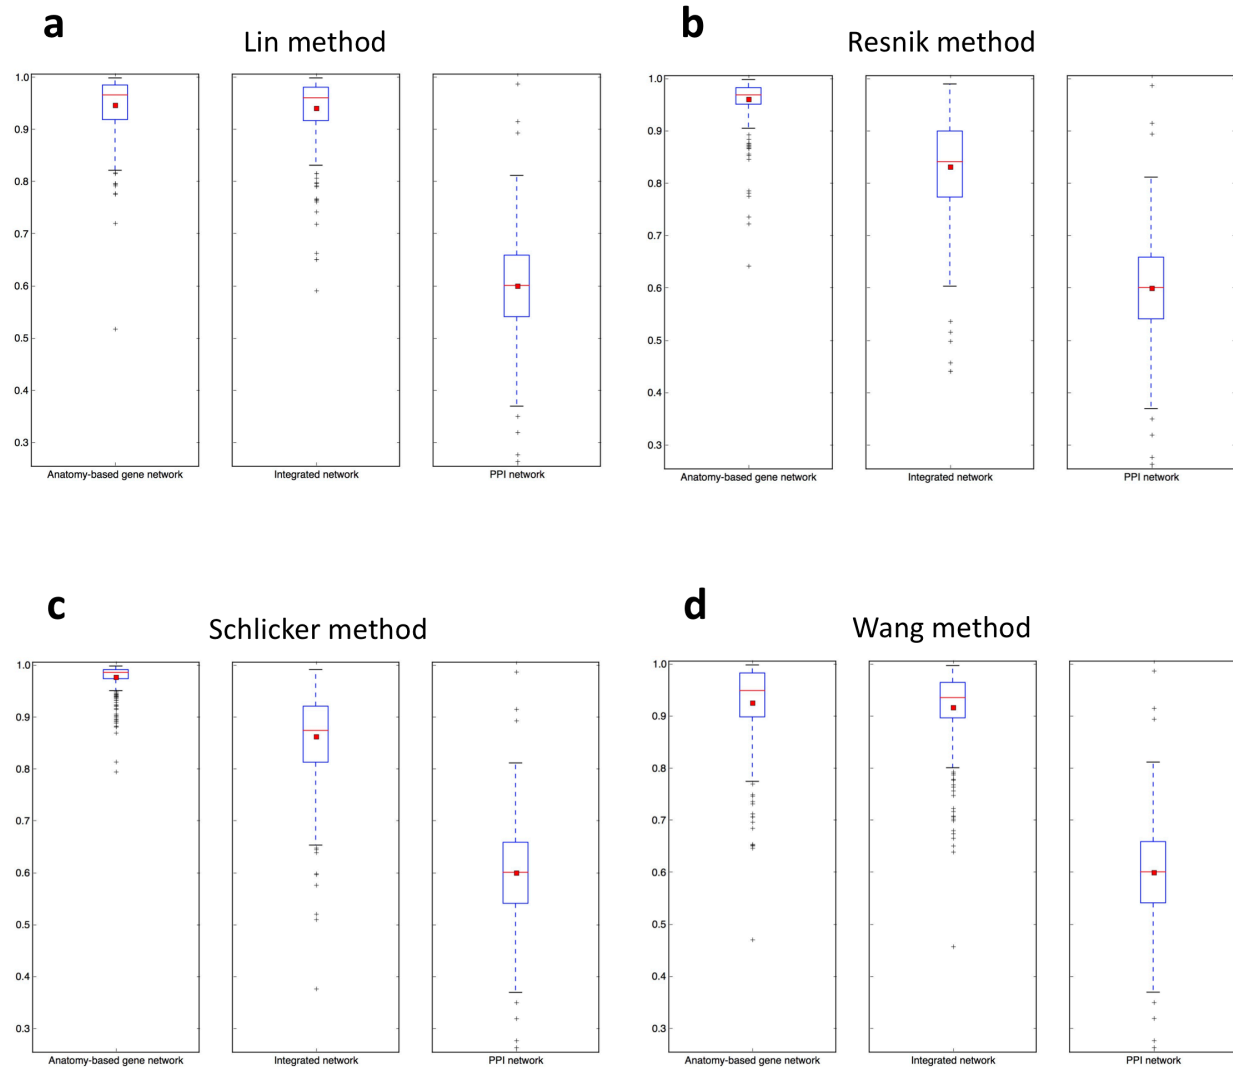 a
Lin method
1.0
0.9
0.8
0.7
0.6
0.5
0.4
0.3
Anatomy-based gene network
Integrated network
PPI network
b
Resnik method
1.0
0.9
0.8
0.7
0.6
0.5
0.4
0.3
Anatomy-based gene network
Integrated network
PPI network
c
Schlicker method
1.0
0.9
0.8
0.7
0.6
0.5
0.4
0.3
Anatomy-based gene network
Integrated network
PPI network
d
Wang method
1.0
0.9
0.8
0.7
0.6
0.5
0.4
0.3
Anatomy-based gene network
Integrated network
PPI network